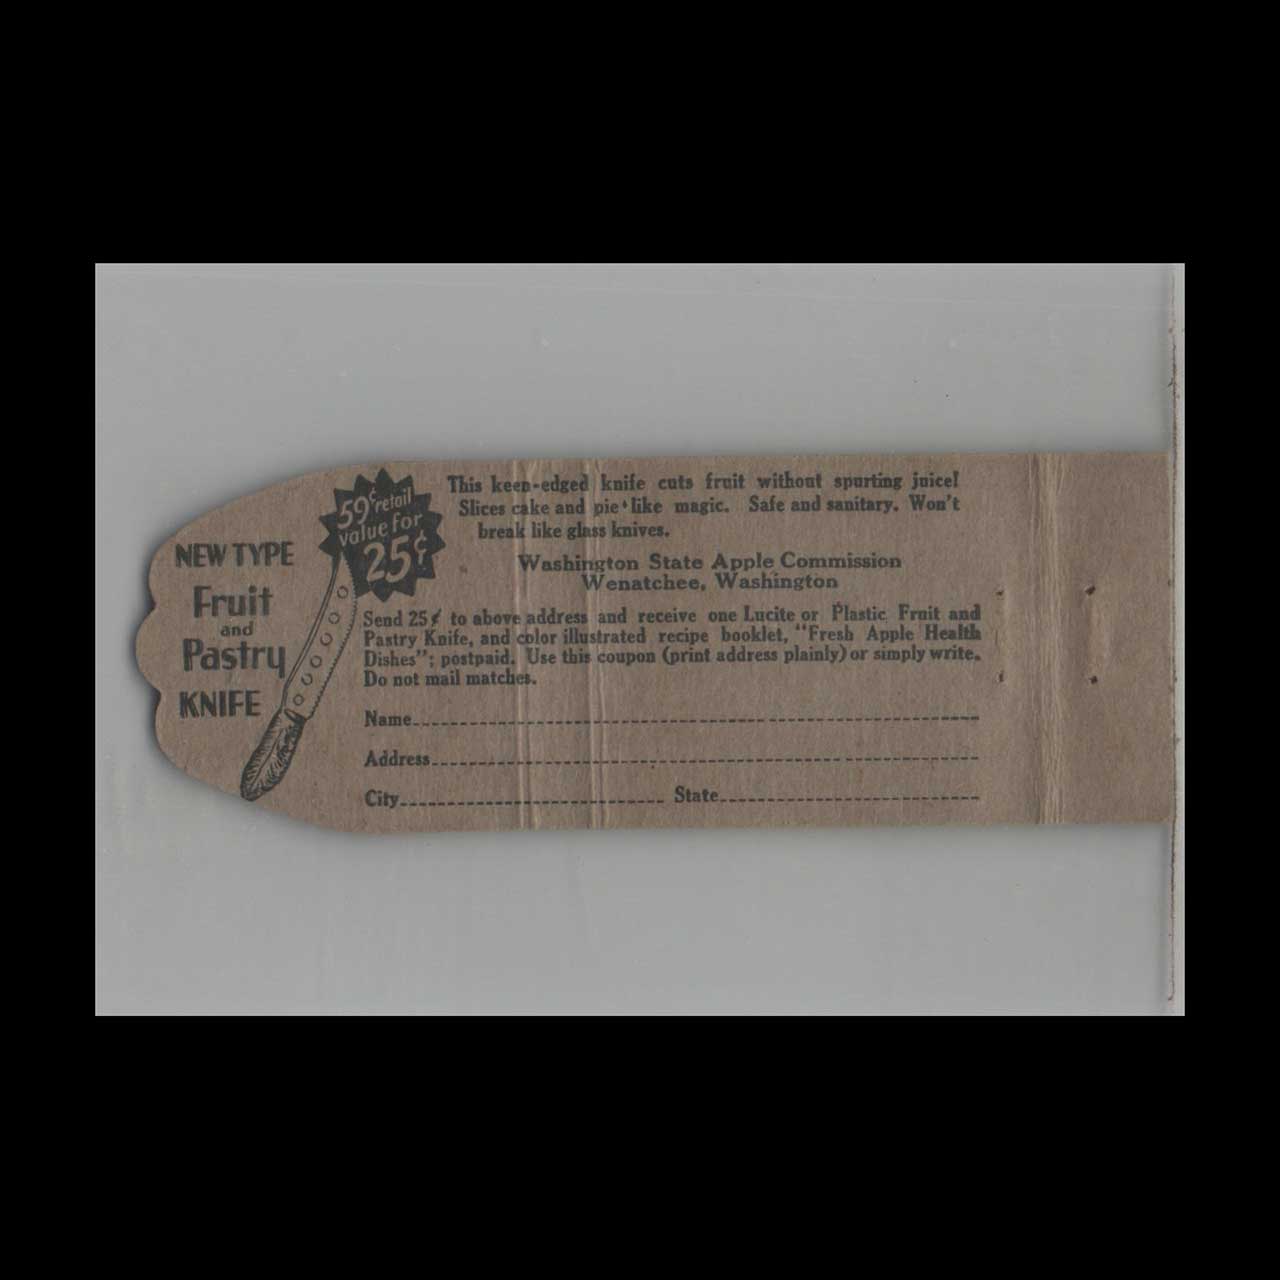 NEW TYPE
Fruit
and
Pastry
KNIFE
59¢ retail
value for
25¢
This keen-edged knife cuts fruit without spurting juice!
Slices cake and pie like magic. Safe and sanitary. Won't
break like glass knives.
Washington State Apple Commission
Wenatchee, Washington
Send 25¢ to above address and receive one Lucite or Plastic Fruit and
Pastry Knife, and color illustrated recipe booklet, "Fresh Apple Health
Dishes"; postpaid. Use this coupon (print address plainly) or simply write.
Do not mail matches.
Name
Address
City State